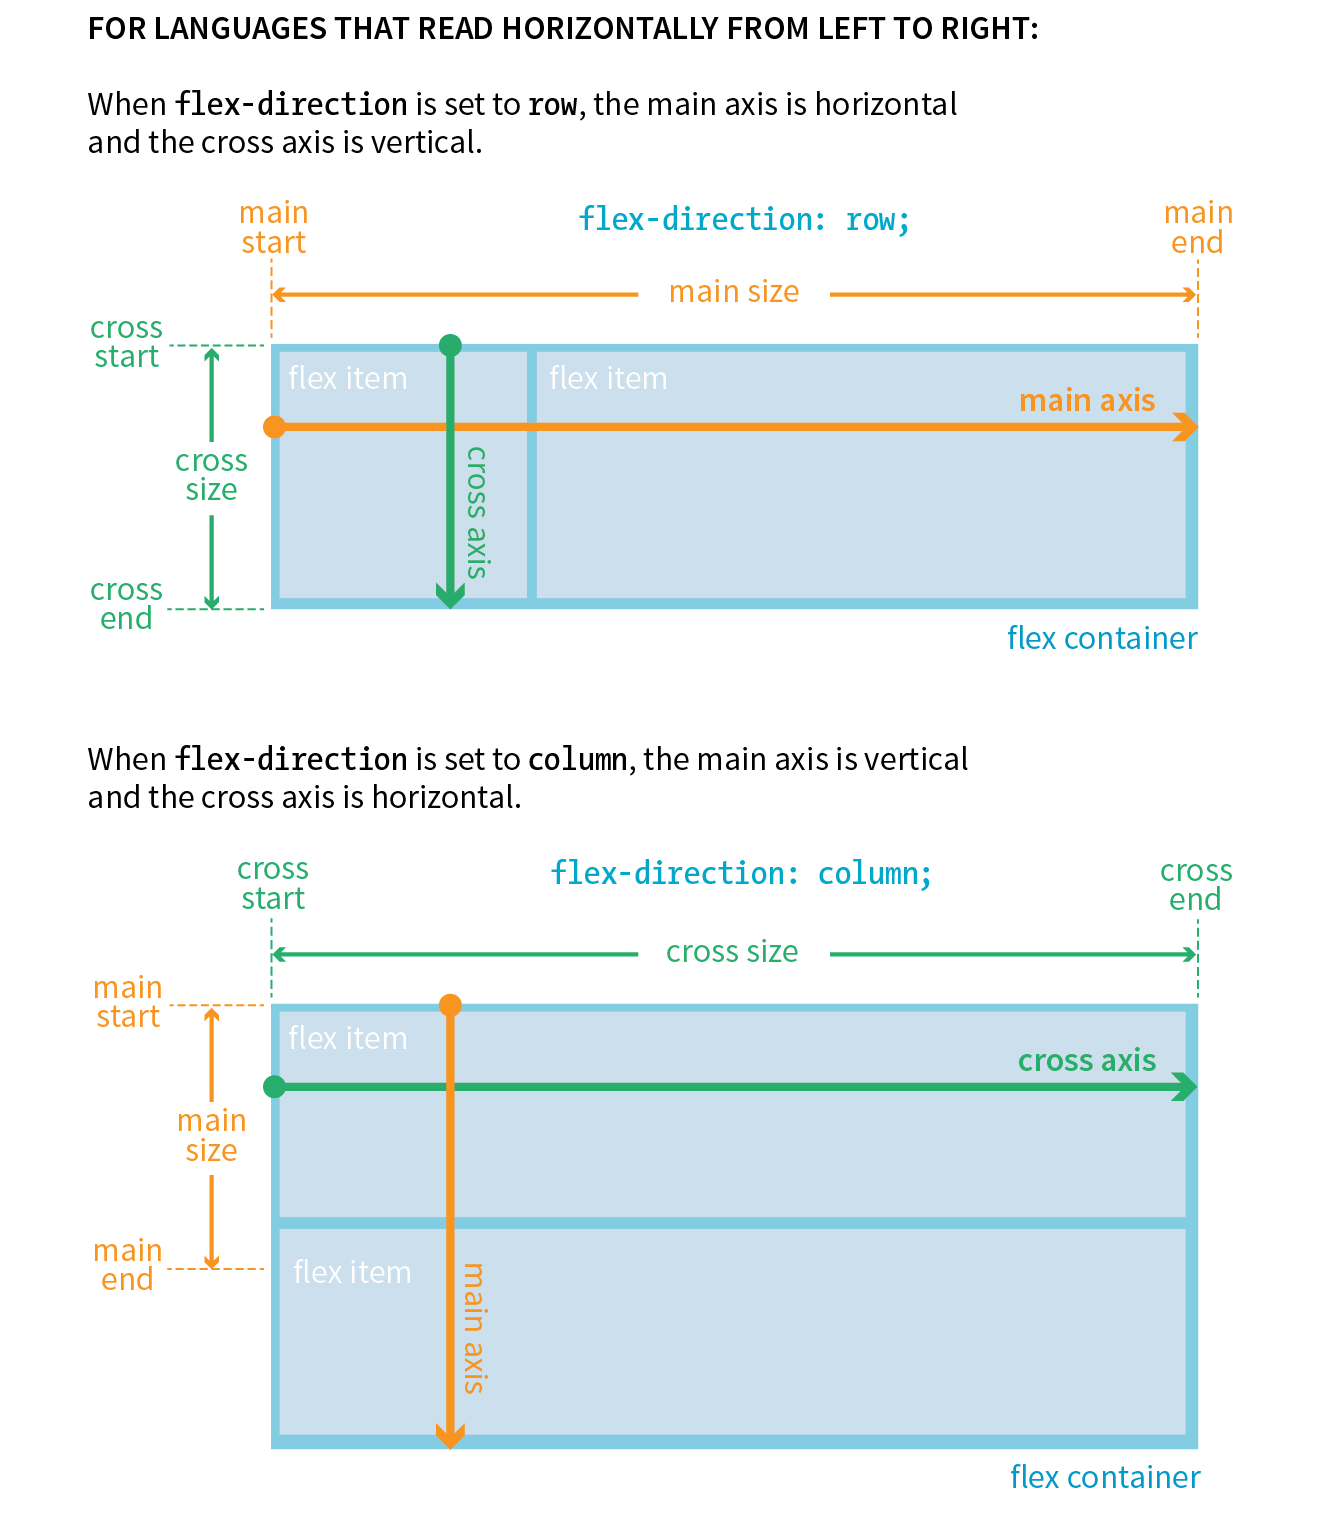 FOR LANGUAGES THAT READ HORIZONTALLY FROM LEFT TO RIGHT:
When flex-direction is set to row, the main axis is horizontal
and the cross axis is vertical.
main
start
flex-direction: row;
main
end
main size
cross
start
flex item
flex item
main axis
cross
size
cross axis
cross
end
flex container
When flex-direction is set to column, the main axis is vertical
and the cross axis is horizontal.
cross
start
flex-direction: column;
cross
end
cross size
main
start
flex item
cross axis
main
size
main
end
flex item
main axis
flex container